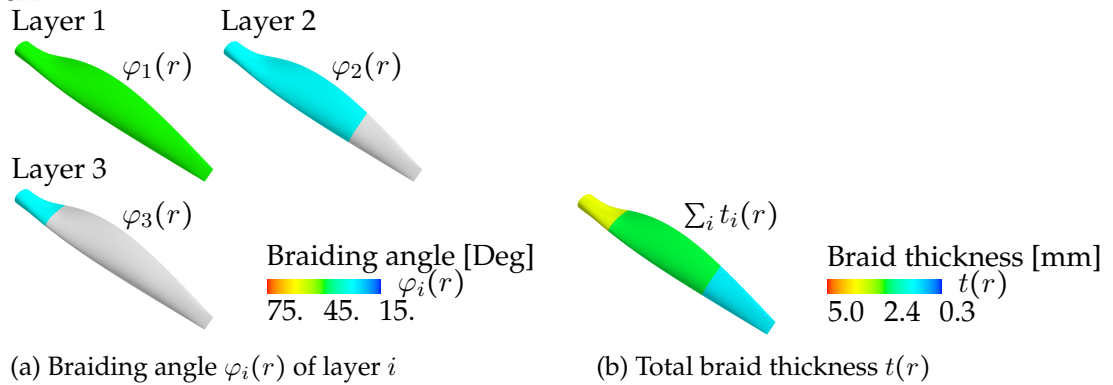 Layer 1
Layer 2
φ₁(r)
φ₂(r)
Layer 3
φ₃(r)
∑ᵢ tᵢ(r)
Braiding angle [Deg]
φᵢ(r)
75. 45. 15.
Braid thickness [mm]
t(r)
5.0 2.4 0.3
(a) Braiding angle φᵢ(r) of layer i
(b) Total braid thickness t(r)